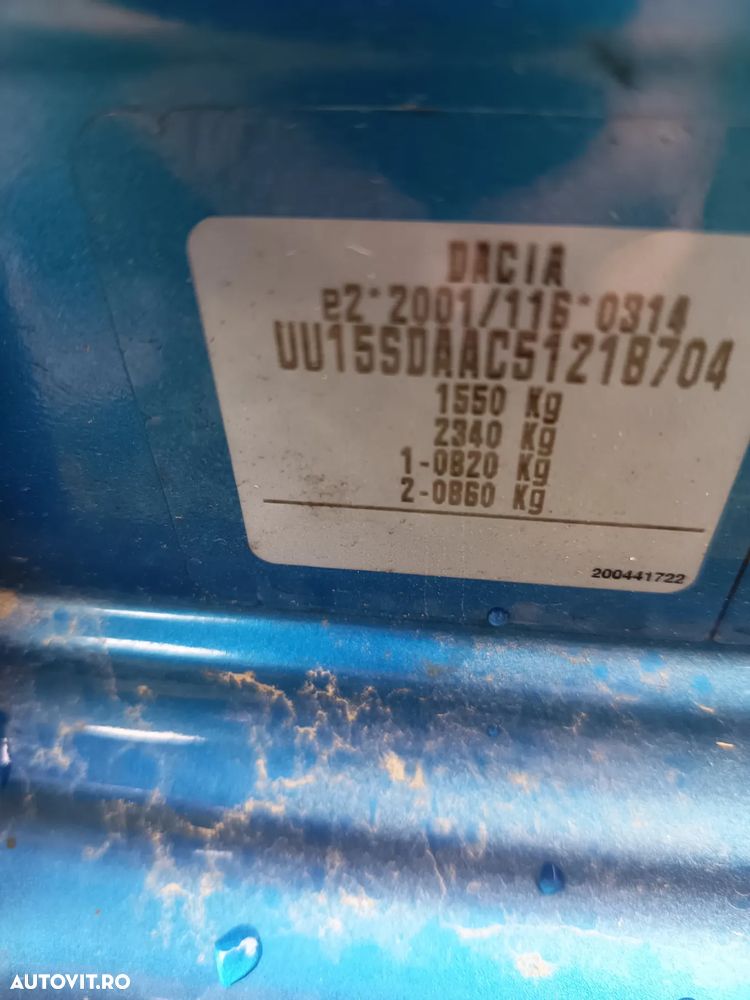 DACIA
e2*2001/116*0314
UU15SDAAC51218704
1550 Kg
2340 Kg
1-0820 Kg
2-0860 Kg
200441722
AUTOVIT.RO